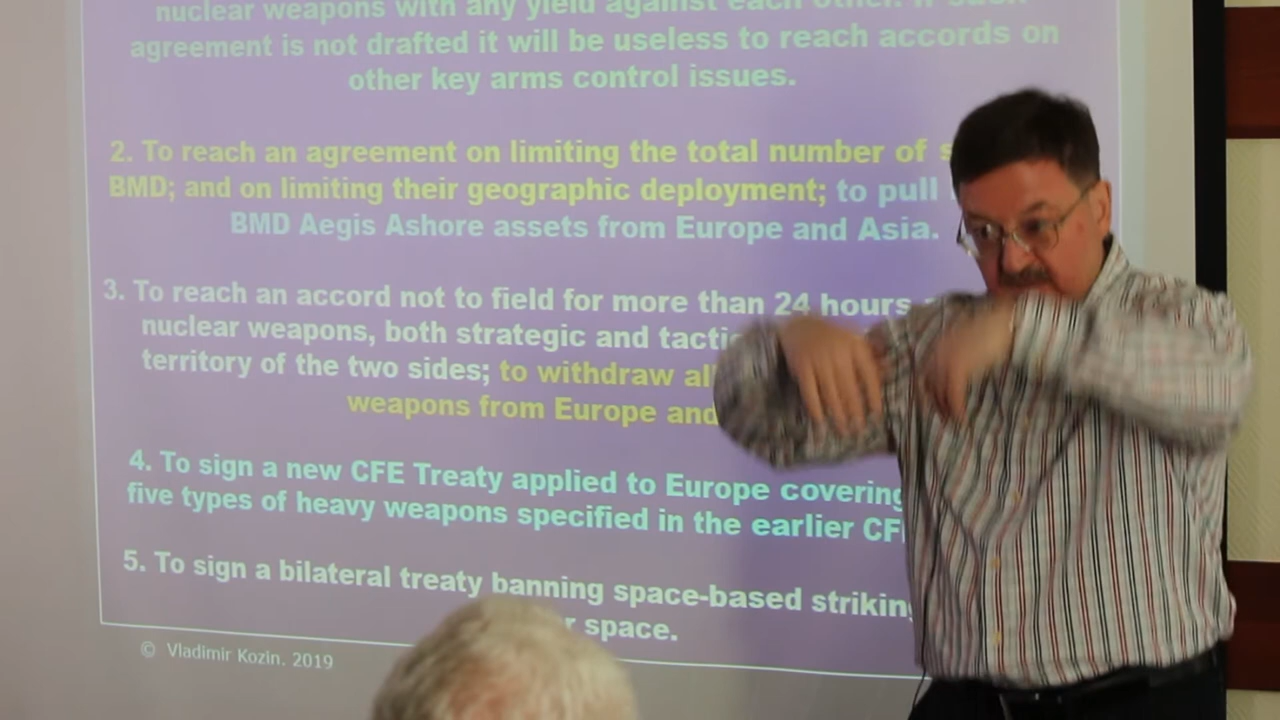 nuclear weapons with any yield against each other. If such
agreement is not drafted it will be useless to reach accords on
other key arms control issues.
2. To reach an agreement on limiting the total number of
BMD; and on limiting their geographic deployment; to pull
BMD Aegis Ashore assets from Europe and Asia.
3. To reach an accord not to field for more than 24 hours
nuclear weapons, both strategic and
territory of the two sides; to withdraw
weapons from Europe and
4. To sign a new CFE Treaty applied to Europe covering
five types of heavy weapons specified in the earlier
5. To sign a bilateral treaty banning space-based
space.
© Vladimir Kozin. 2019